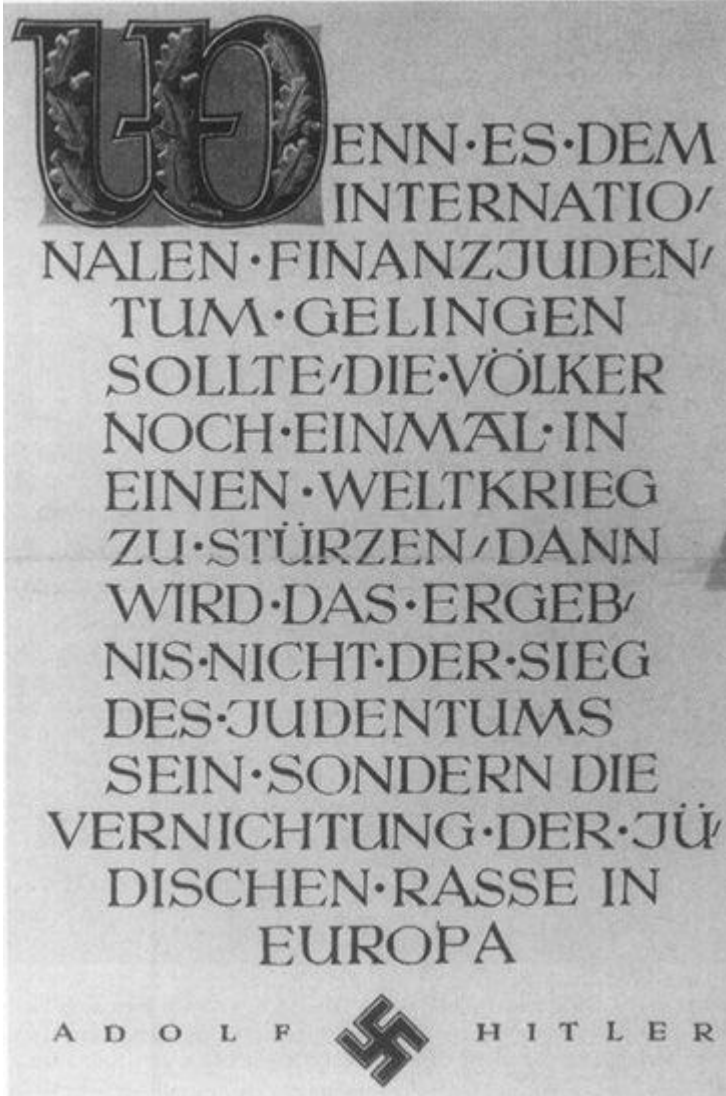 WENN·ES·DEM
INTERNATIO/
NALEN·FINANZJUDEN/
TUM·GELINGEN
SOLLTE/DIE·VÖLKER
NOCH·EINMAL·IN
EINEN·WELTKRIEG
ZU·STÜRZEN/DANN
WIRD·DAS·ERGEB/
NIS·NICHT·DER·SIEG
DES·JUDENTUMS
SEIN·SONDERN DIE
VERNICHTUNG·DER·JÜ/
DISCHEN·RASSE IN
EUROPA
ADOLF HITLER